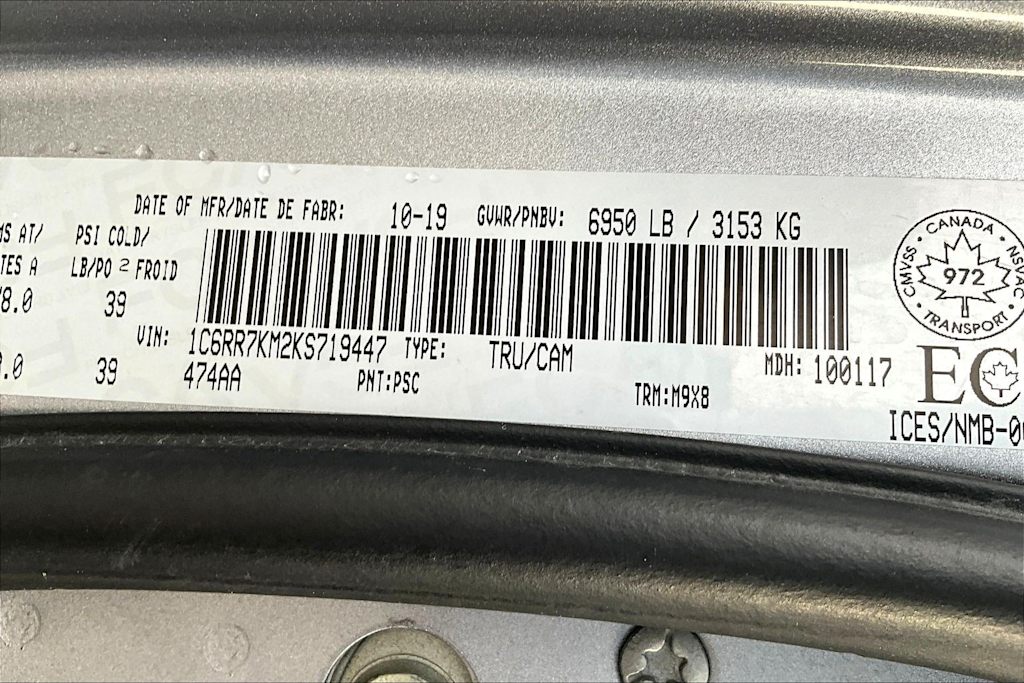 DATE OF MFR/DATE DE FABR: 10-19 GVWR/PNBV: 6950 LB / 3153 KG
MS AT/ PSI COLD/
TES A LB/PO 2 FROID
8.0 39
VIN: 1C6RR7KM2KS719447 TYPE: TRU/CAM MDH: 100117
.0 39 474AA PNT:PSC TRM:M9X8
CMVSS • CANADA • NSVAC
972
• TRANSPORT •
EC
ICES/NMB-0